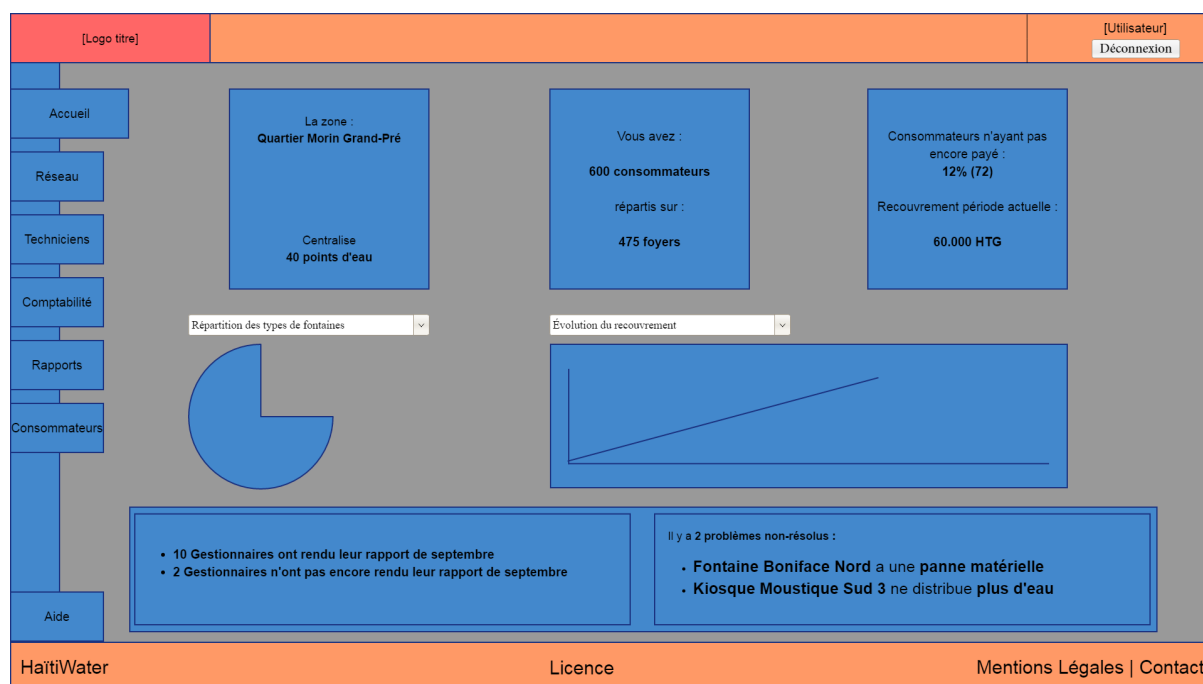 [Logo titre]
[Utilisateur]
Déconnexion
Accueil
Réseau
Techniciens
Comptabilité
Rapports
Consommateurs
Aide
La zone :
Quartier Morin Grand-Pré
Centralise
40 points d'eau
Vous avez :
600 consommateurs
répartis sur :
475 foyers
Consommateurs n'ayant pas
encore payé :
12% (72)
Recouvrement période actuelle :
60.000 HTG
Répartition des types de fontaines
Évolution du recouvrement
• 10 Gestionnaires ont rendu leur rapport de septembre
• 2 Gestionnaires n'ont pas encore rendu leur rapport de septembre
Il y a 2 problèmes non-résolus :
• Fontaine Boniface Nord a une panne matérielle
• Kiosque Moustique Sud 3 ne distribue plus d'eau
HaïtiWater
Licence
Mentions Légales | Contact